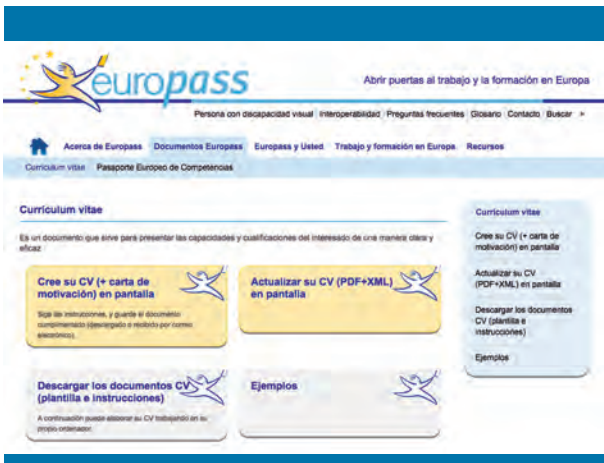 europass
Abrir puertas al trabajo y la formación en Europa
Persona con discapacidad visual Interoperabilidad Preguntas frecuentes Glosario Contacto Buscar »
Acerca de Europass Documentos Europass Europass y Usted Trabajo y formación en Europa Recursos
Curriculum vitae Pasaporte Europeo de Competencias
Curriculum vitae
Es un documento que sirve para presentar las capacidades y cualificaciones del interesado de una manera clara y
eficaz
Cree su CV (+ carta de
motivación) en pantalla
Siga las instrucciones, y guarde el documento
cumplimentado (descargado o recibido por correo
electrónico).
Actualizar su CV (PDF+XML)
en pantalla
Descargar los documentos CV
(plantilla e instrucciones)
A continuación puede elaborar su CV trabajando en su
propio ordenador.
Ejemplos
Curriculum vitae
Cree su CV (+ carta de
motivación) en pantalla
Actualizar su CV
(PDF+XML) en pantalla
Descargar los documentos
CV (plantilla e
instrucciones)
Ejemplos